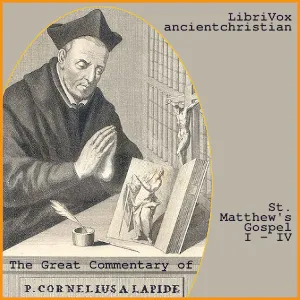 LibriVox
ancientchristian
St.
Matthew's
Gospel
I - IV
The Great Commentary of
P. CORNELIUS A LAPIDE